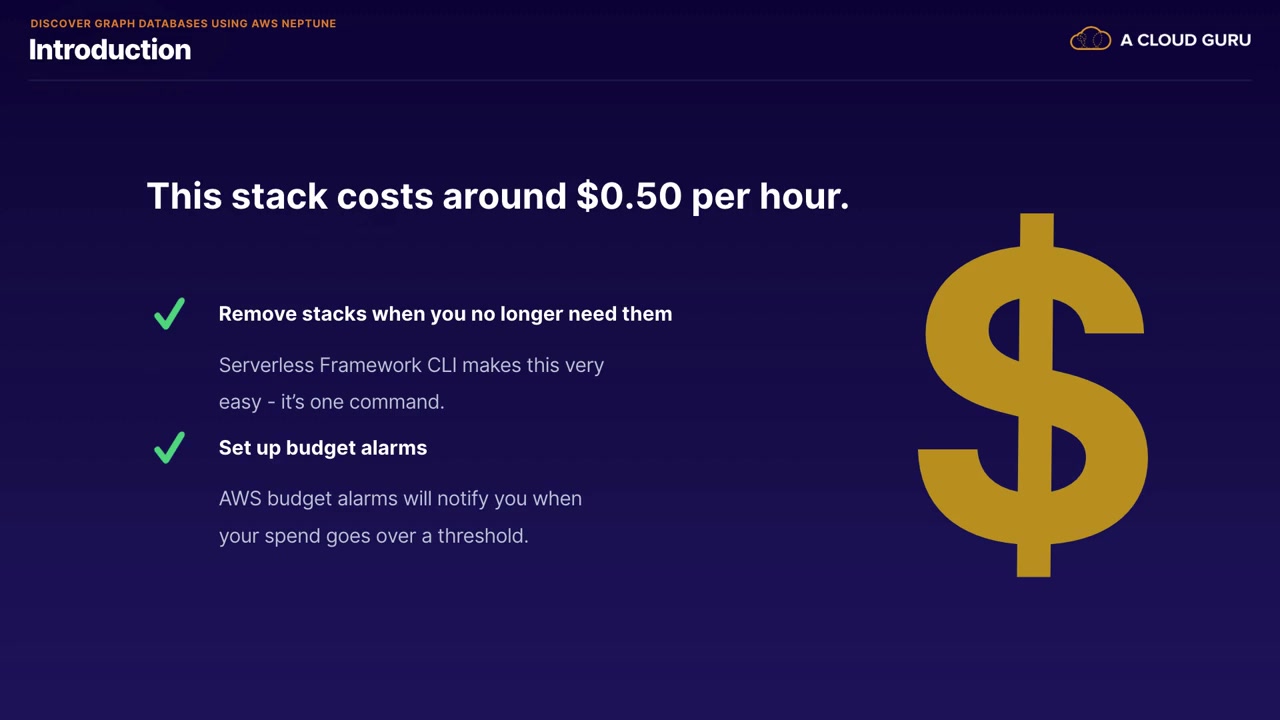 DISCOVER GRAPH DATABASES USING AWS NEPTUNE
Introduction
A CLOUD GURU
This stack costs around $0.50 per hour.
Remove stacks when you no longer need them
Serverless Framework CLI makes this very
easy - it’s one command.
Set up budget alarms
AWS budget alarms will notify you when
your spend goes over a threshold.
$